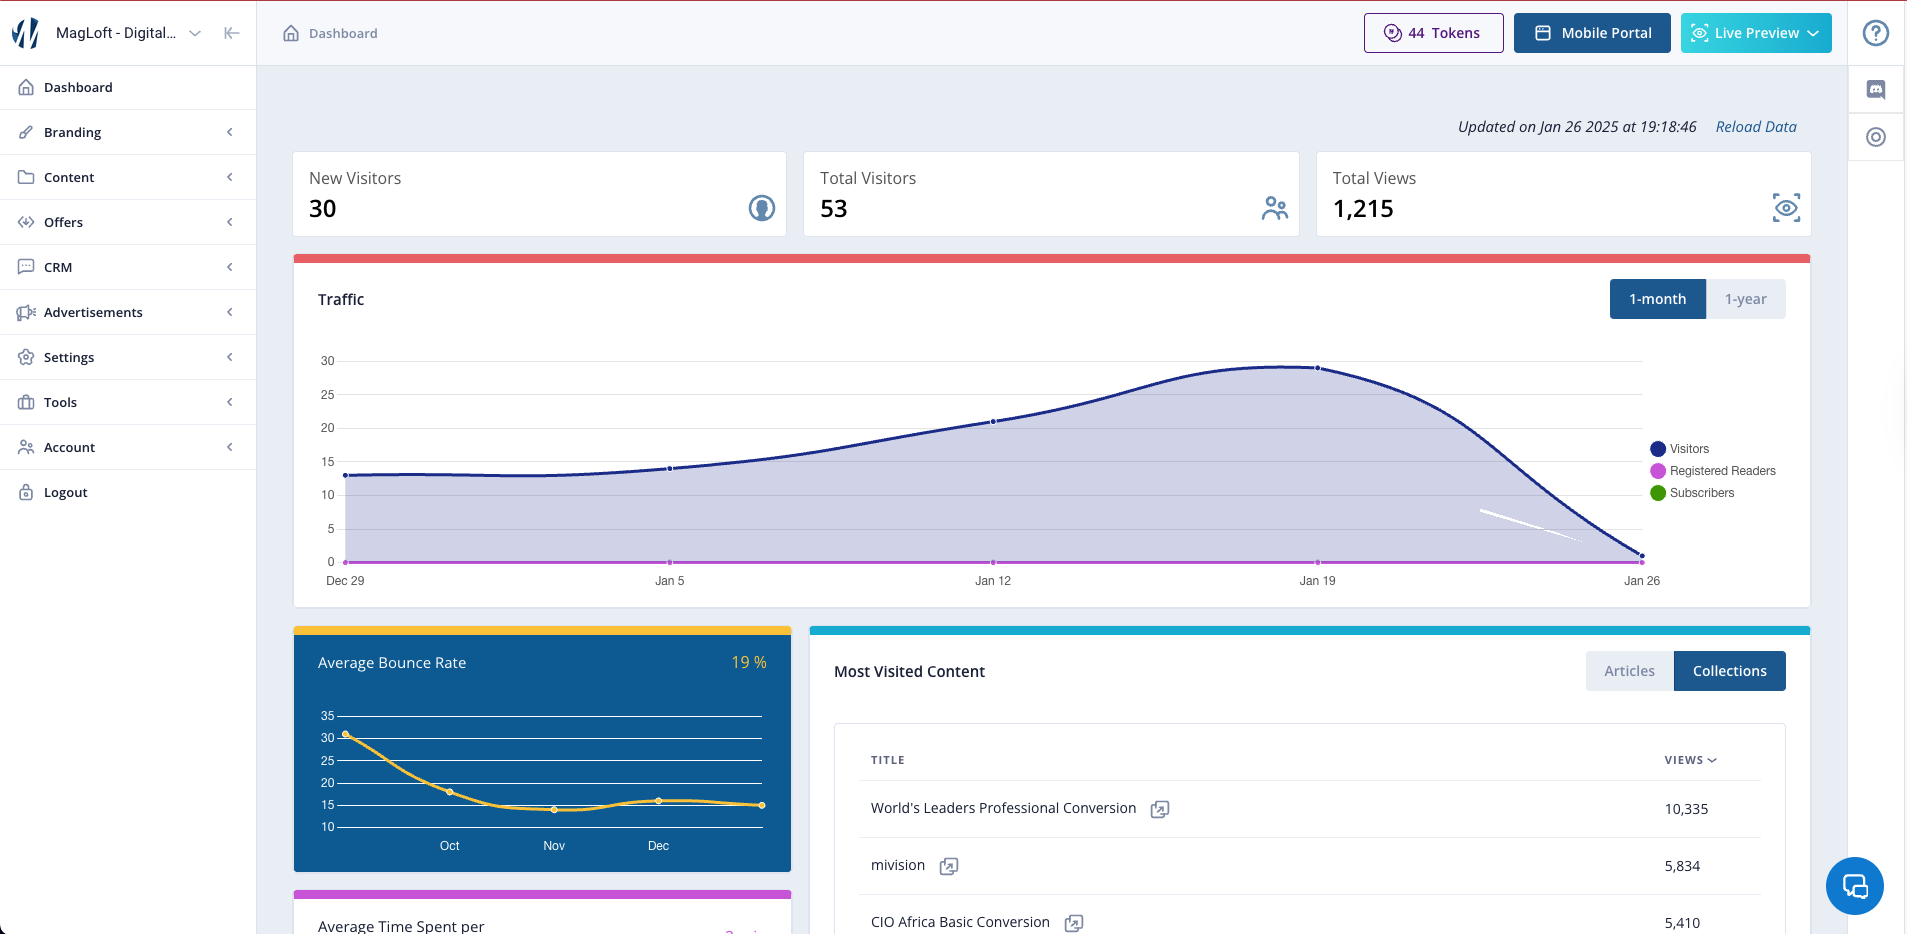 MagLoft - Digital...
Dashboard
44 Tokens
Mobile Portal
Live Preview
Dashboard
Branding
Content
Offers
CRM
Advertisements
Settings
Tools
Account
Logout
Updated on Jan 26 2025 at 19:18:46 Reload Data
New Visitors
30
Total Visitors
53
Total Views
1,215
Traffic
1-month
1-year
30
25
20
15
10
5
0
Dec 29
Jan 5
Jan 12
Jan 19
Jan 26
Visitors
Registered Readers
Subscribers
Average Bounce Rate
19 %
35
30
25
20
15
10
Oct
Nov
Dec
Most Visited Content
Articles
Collections
TITLE
VIEWS
World's Leaders Professional Conversion
10,335
mivision
5,834
CIO Africa Basic Conversion
5,410
Average Time Spent per